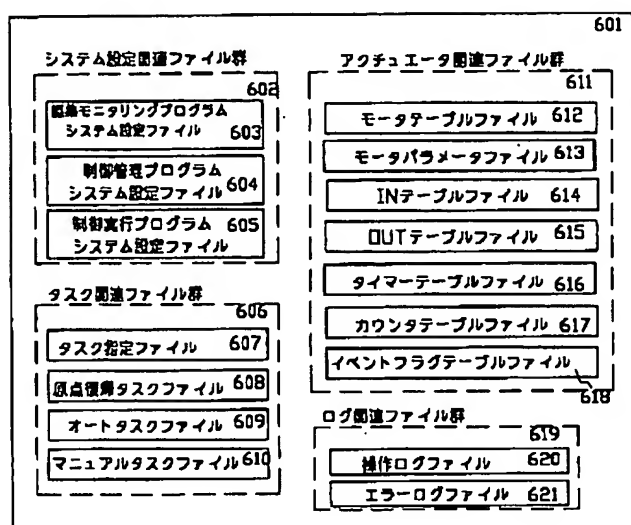 601
システム設定関連ファイル群
602
画像モニタリングプログラム
システム設定ファイル 603
制御管理プログラム
システム設定ファイル 604
制御実行プログラム 605
システム設定ファイル
タスク関連ファイル群
606
タスク指定ファイル 607
原点復帰タスクファイル 608
オートタスクファイル 609
マニュアルタスクファイル 610
アクチュエータ関連ファイル群
611
モータテーブルファイル 612
モータパラメータファイル 613
INテーブルファイル 614
OUTテーブルファイル 615
タイマーテーブルファイル 616
カウンタテーブルファイル 617
イベントフラグテーブルファイル
618
ログ関連ファイル群
619
操作ログファイル 620
エラーログファイル 621